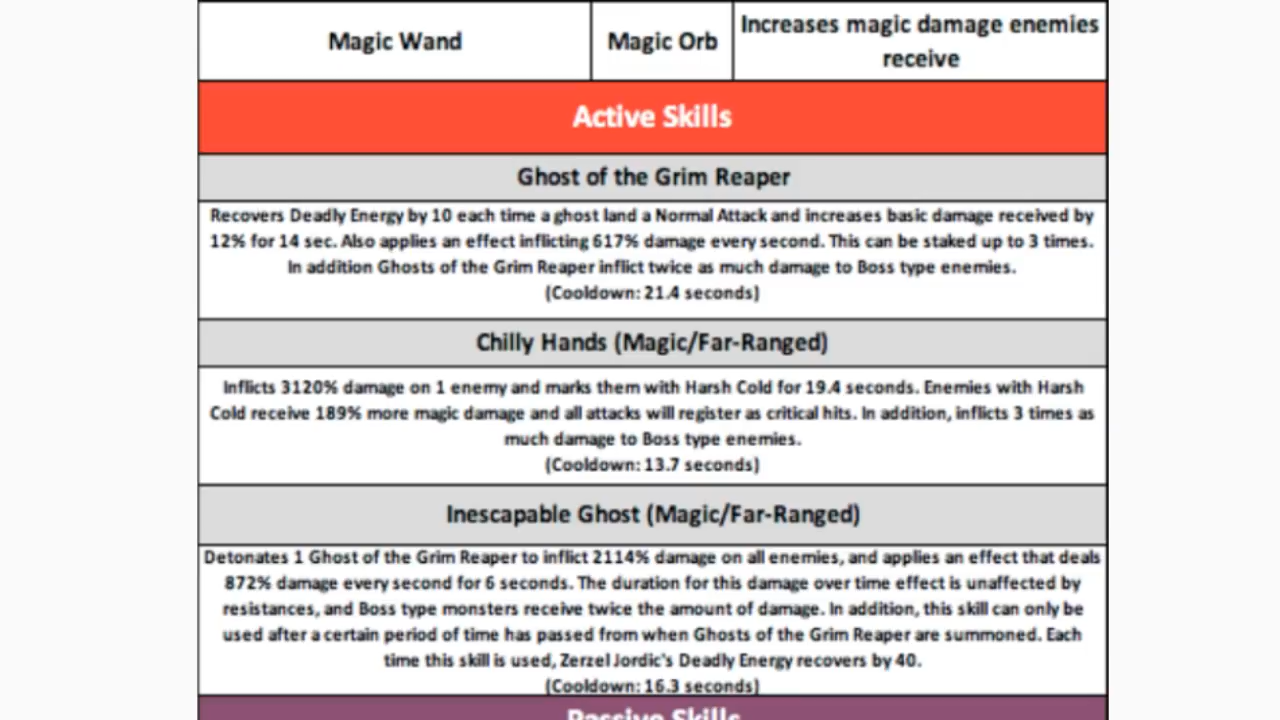 Magic Wand
Magic Orb
Increases magic damage enemies
receive
Active Skills
Ghost of the Grim Reaper
Recovers Deadly Energy by 10 each time a ghost land a Normal Attack and increases basic damage received by
12% for 14 sec. Also applies an effect inflicting 617% damage every second. This can be staked up to 3 times.
In addition Ghosts of the Grim Reaper inflict twice as much damage to Boss type enemies.
(Cooldown: 21.4 seconds)
Chilly Hands (Magic/Far-Ranged)
Inflicts 3120% damage on 1 enemy and marks them with Harsh Cold for 19.4 seconds. Enemies with Harsh
Cold receive 189% more magic damage and all attacks will register as critical hits. In addition, inflicts 3 times as
much damage to Boss type enemies.
(Cooldown: 13.7 seconds)
Inescapable Ghost (Magic/Far-Ranged)
Detonates 1 Ghost of the Grim Reaper to inflict 2114% damage on all enemies, and applies an effect that deals
872% damage every second for 6 seconds. The duration for this damage over time effect is unaffected by
resistances, and Boss type monsters receive twice the amount of damage. In addition, this skill can only be
used after a certain period of time has passed from when Ghosts of the Grim Reaper are summoned. Each
time this skill is used, Zerzel Jordic's Deadly Energy recovers by 40.
(Cooldown: 16.3 seconds)
Passive Skills